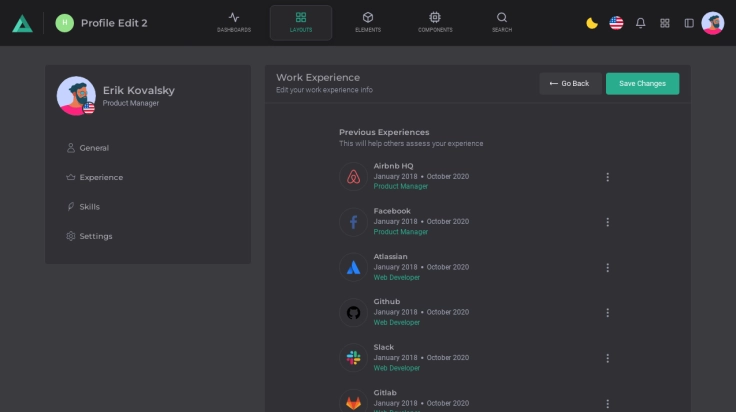 H
Profile Edit 2
DASHBOARDS
LAYOUTS
ELEMENTS
COMPONENTS
SEARCH
Erik Kovalsky
Product Manager
General
Experience
Skills
Settings
Work Experience
Edit your work experience info
Go Back
Save Changes
Previous Experiences
This will help others assess your experience
Airbnb HQ
January 2018 • October 2020
Product Manager
Facebook
January 2018 • October 2020
Product Manager
Atlassian
January 2018 • October 2020
Web Developer
Github
January 2018 • October 2020
Web Developer
Slack
January 2018 • October 2020
Web Developer
Gitlab
January 2018 • October 2020
Web Developer